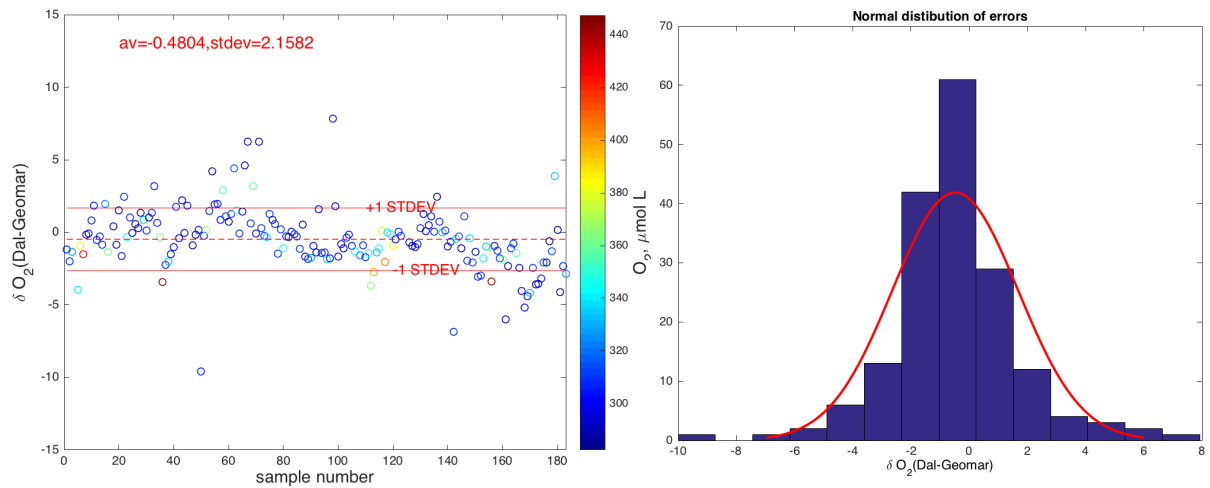 av=-0.4804,stdev=2.1582
+1 STDEV
-1 STDEV
15
10
5
0
-5
-10
-15
δ O2(Dal-Geomar)
0 20 40 60 80 100 120 140 160 180
sample number
440
420
400
380
360
340
320
300
O2, μmol L
Normal distibution of errors
70
60
50
40
30
20
10
0
-10 -8 -6 -4 -2 0 2 4 6 8
δ O2(Dal-Geomar)